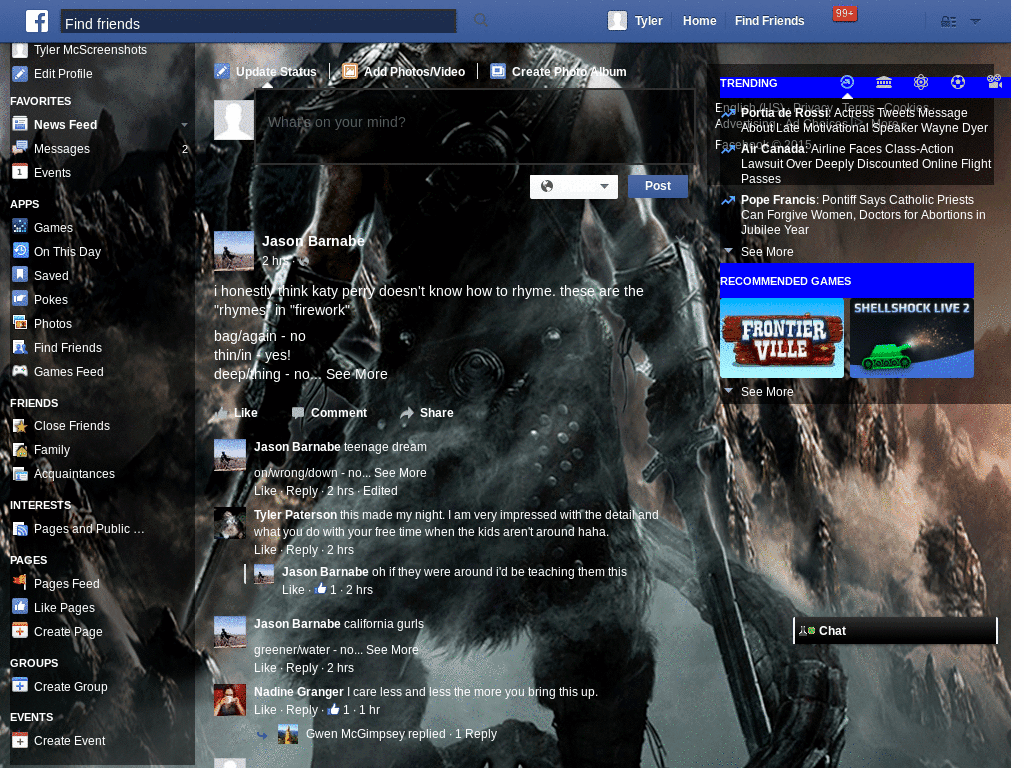 Find friends
Tyler
Home
Find Friends
99+
Tyler McScreenshots
Edit Profile
FAVORITES
News Feed
Messages 2
Events
APPS
Games
On This Day
Saved
Pokes
Photos
Find Friends
Games Feed
FRIENDS
Close Friends
Family
Acquaintances
INTERESTS
Pages and Public ...
PAGES
Pages Feed
Like Pages
Create Page
GROUPS
Create Group
EVENTS
Create Event
Update Status
Add Photos/Video
Create Photo Album
What's on your mind?
Post
Jason Barnabe
2 hrs ·
i honestly think katy perry doesn't know how to rhyme. these are the
"rhymes" in "firework"
bag/again - no
thin/in - yes!
deep/thing - no... See More
Like Comment Share
Jason Barnabe teenage dream
on/wrong/down - no... See More
Like · Reply · 2 hrs · Edited
Tyler Paterson this made my night. I am very impressed with the detail and
what you do with your free time when the kids aren't around haha.
Like · Reply · 2 hrs
Jason Barnabe oh if they were around i'd be teaching them this
Like · 1 · 2 hrs
Jason Barnabe california gurls
greener/water - no... See More
Like · Reply · 2 hrs
Nadine Granger I care less and less the more you bring this up.
Like · Reply · 1 · 1 hr
Gwen McGimpsey replied · 1 Reply
TRENDING
English (US) · Privacy · Terms · Cookies
Facebook © 2015
Portia de Rossi: Actress Tweets Message
About Late Motivational Speaker Wayne Dyer
Air Canada: Airline Faces Class-Action
Lawsuit Over Deeply Discounted Online Flight
Passes
Pope Francis: Pontiff Says Catholic Priests
Can Forgive Women, Doctors for Abortions in
Jubilee Year
See More
RECOMMENDED GAMES
FRONTIER
VILLE
SHELLSHOCK LIVE 2
See More
Chat